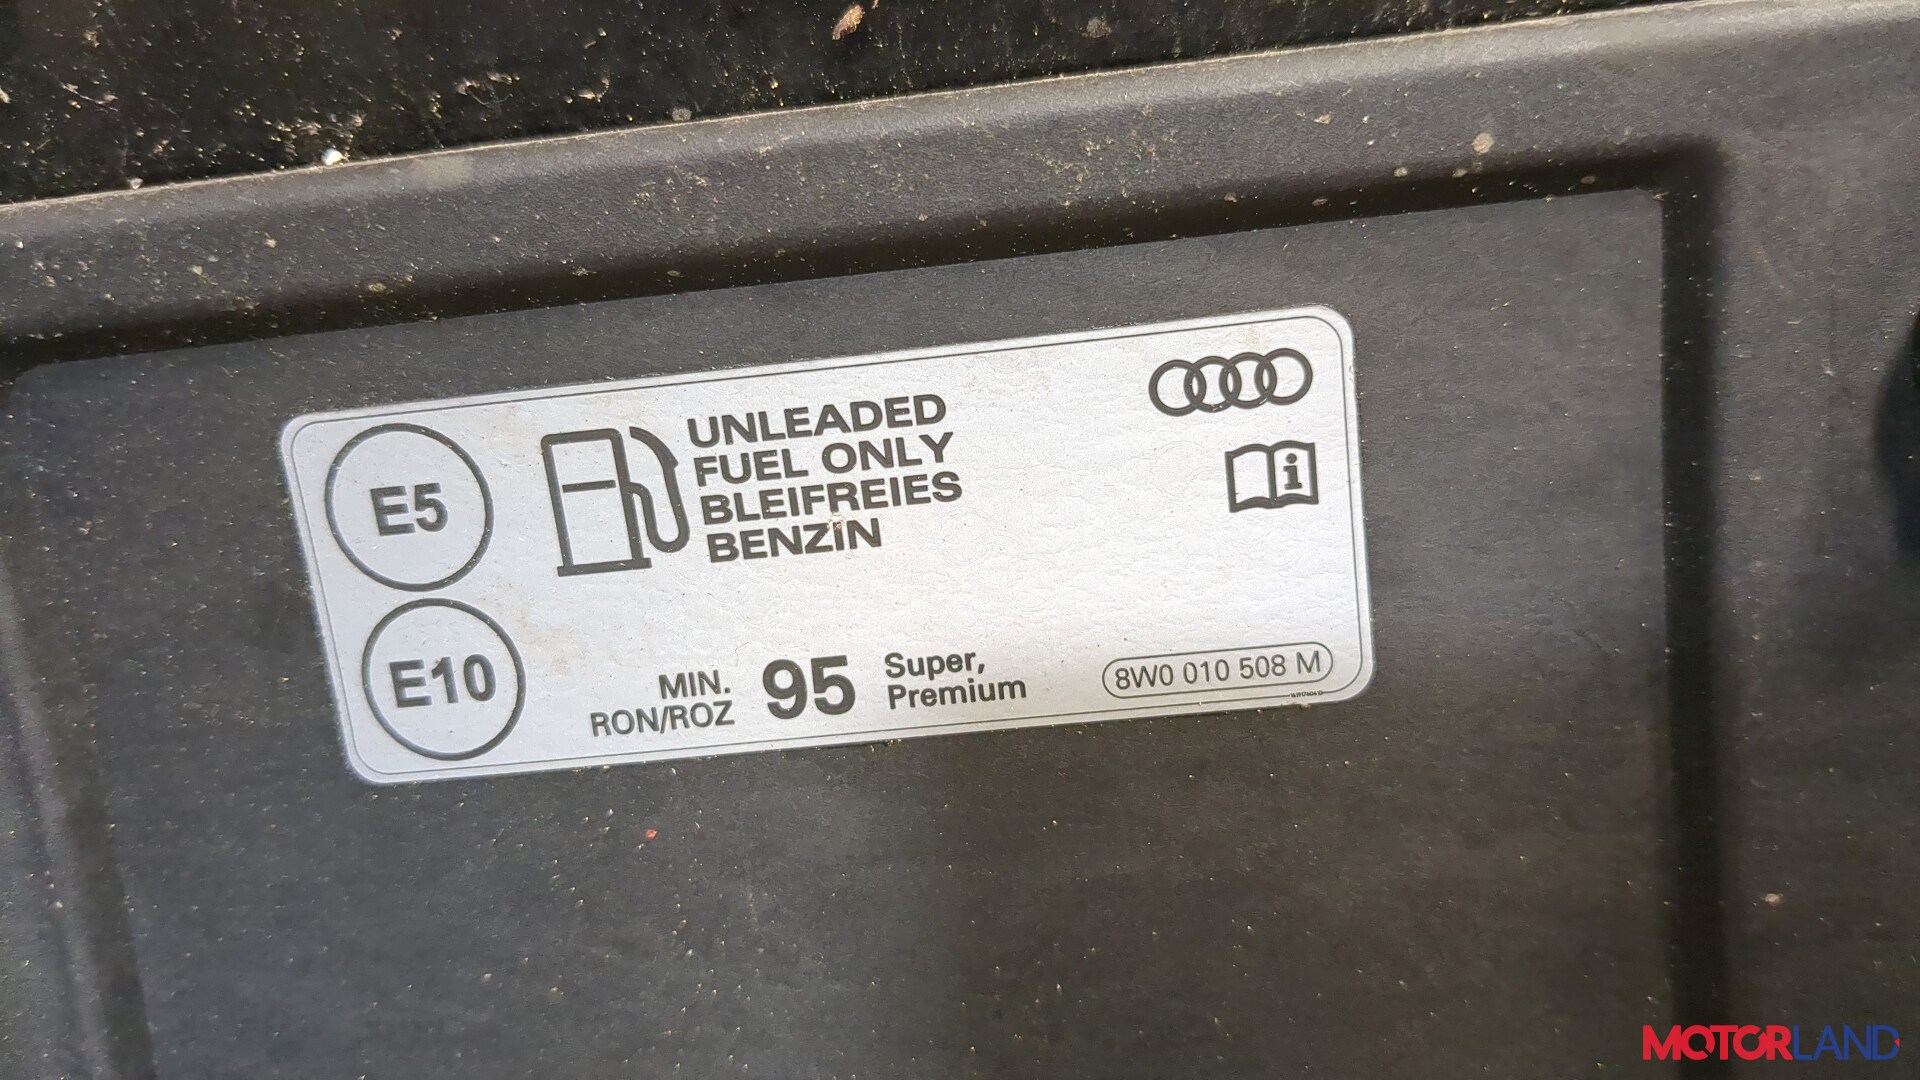 E5
UNLEADED
FUEL ONLY
BLEIFREIES
BENZIN
i
E10
MIN.
RON/ROZ
95
Super,
Premium
8W0 010 508 M
MOTORLAND